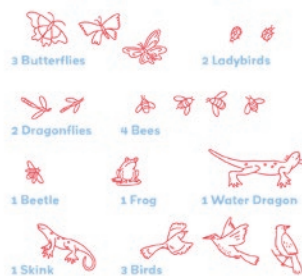 3 Butterflies
2 Ladybirds
2 Dragonflies
4 Bees
1 Beetle
1 Frog
1 Water Dragon
1 Skink
3 Birds